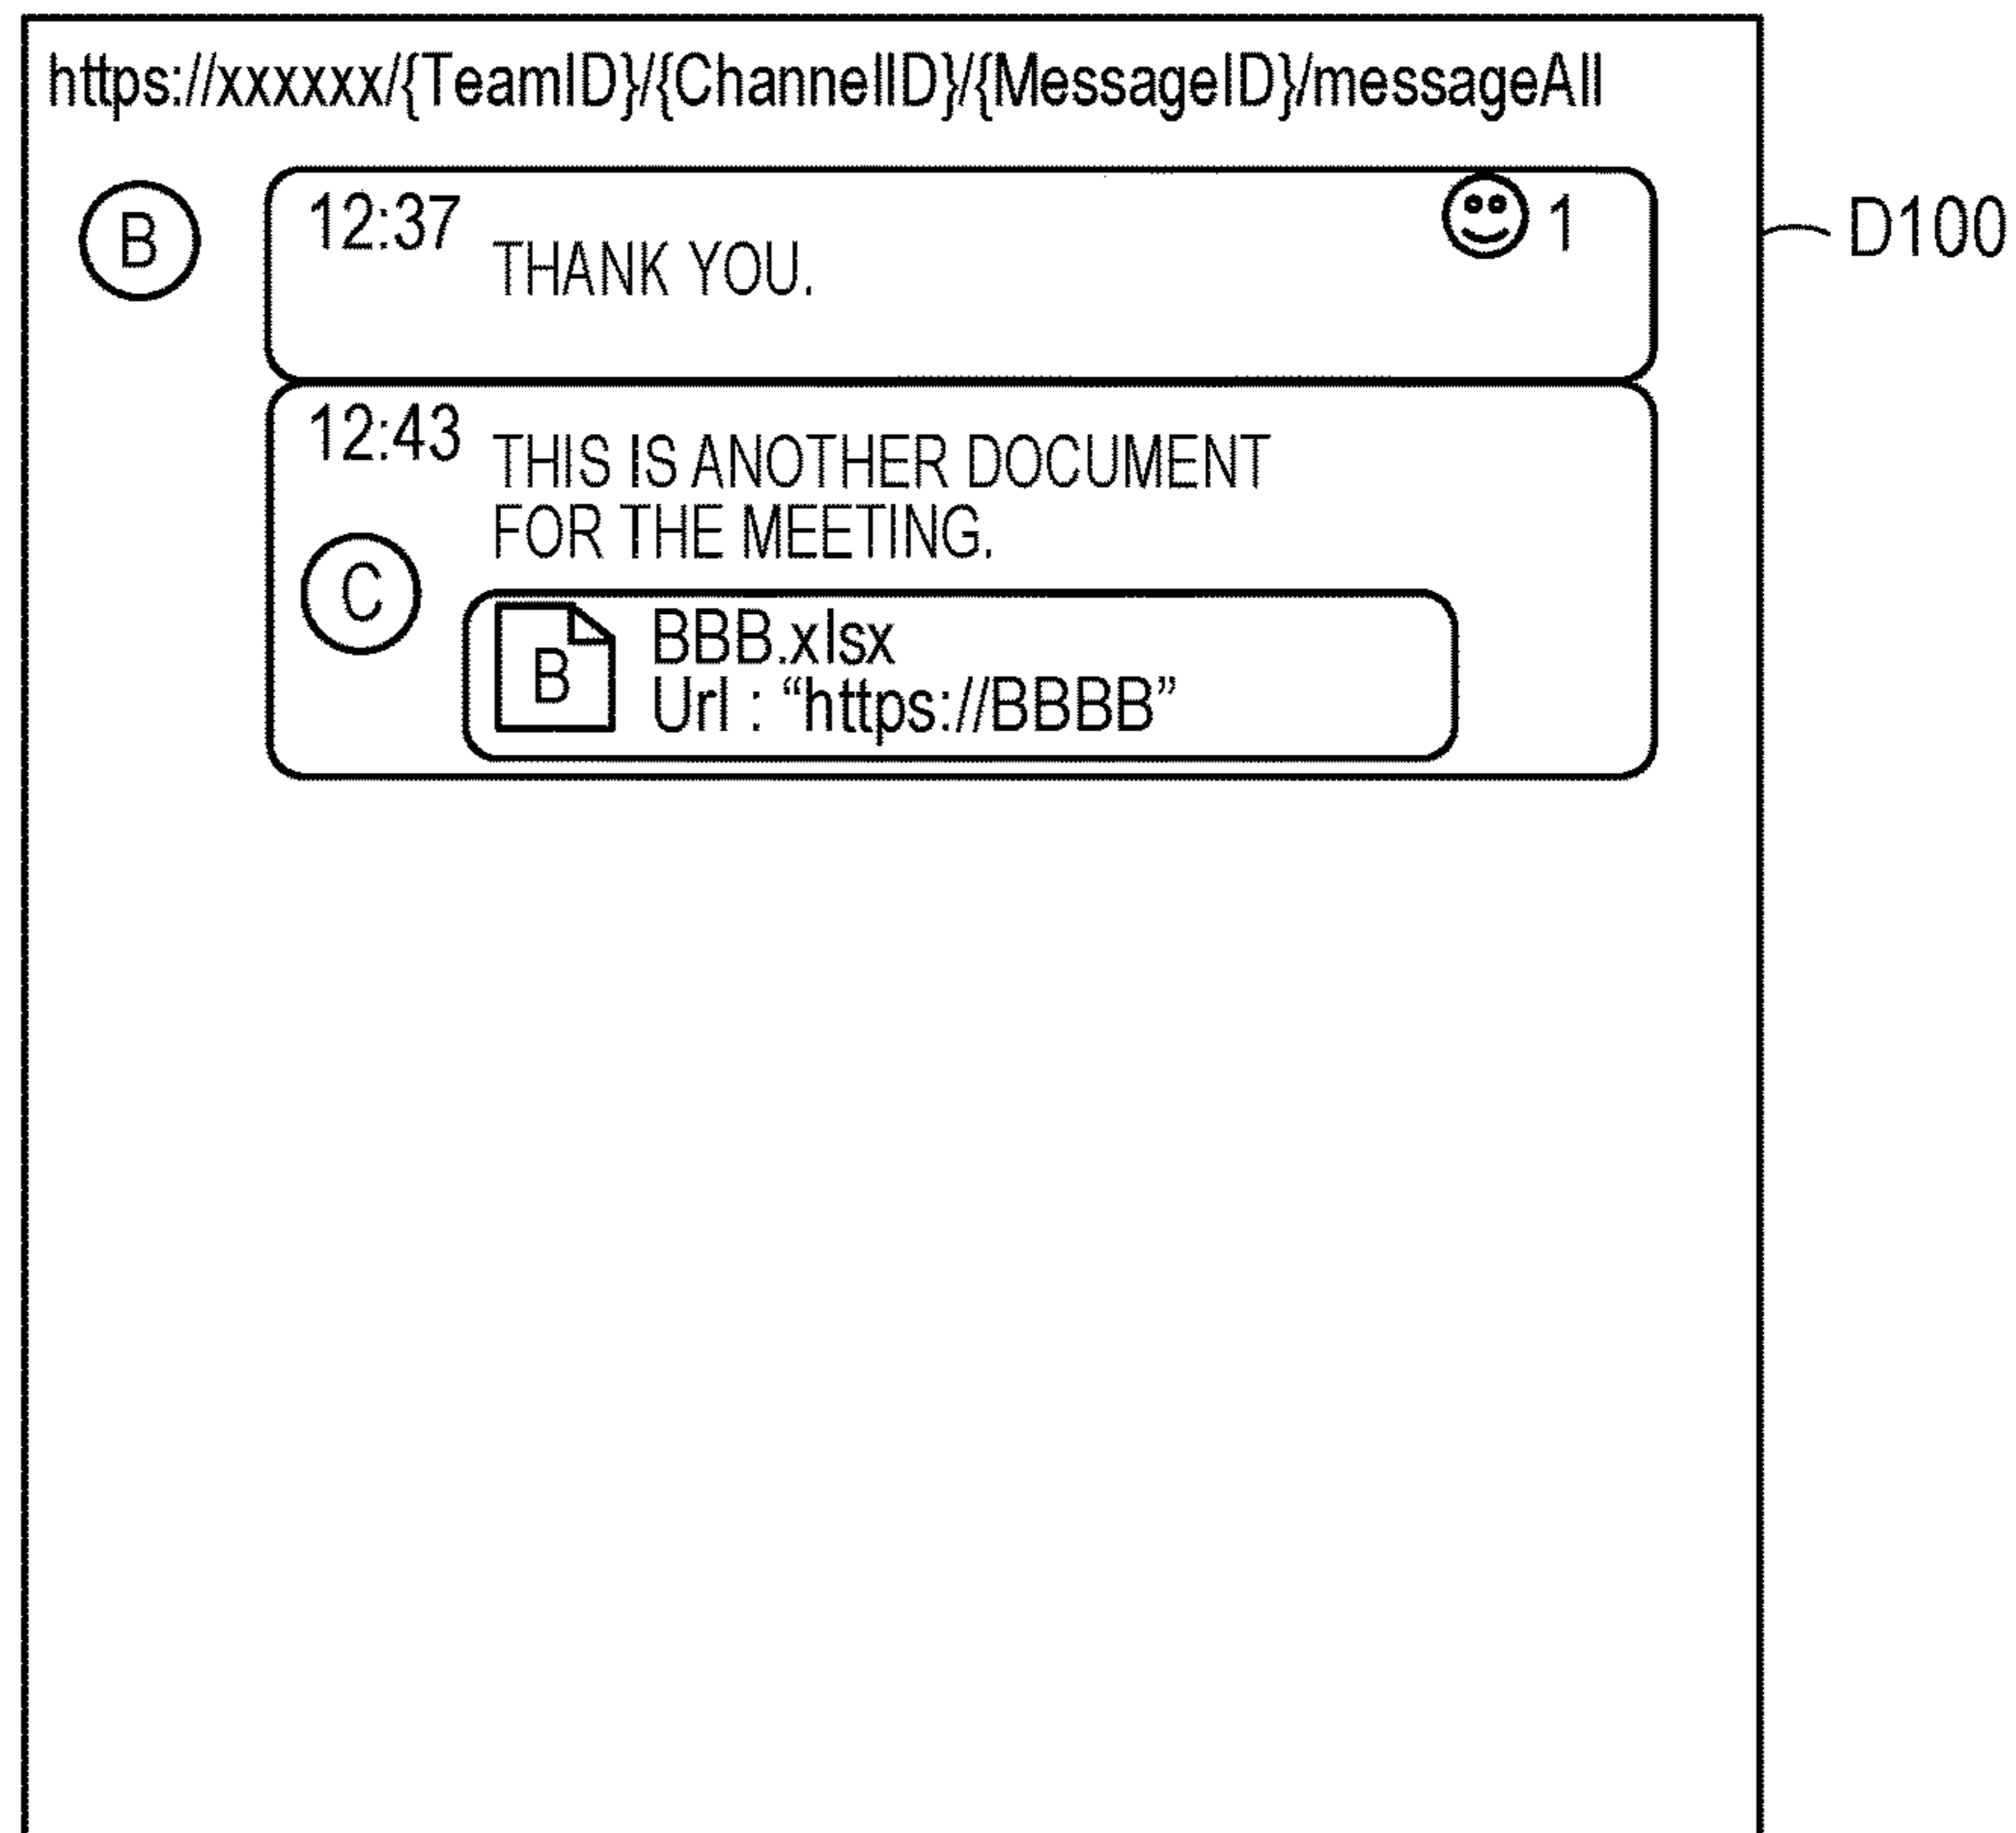 https://xxxxxx/{TeamID}/{ChannelID}/{MessageID}/messageAll
B
12:37
1
THANK YOU.
D100
12:43
THIS IS ANOTHER DOCUMENT
FOR THE MEETING.
C
B
BBB.xlsx
Url : “https://BBBB”